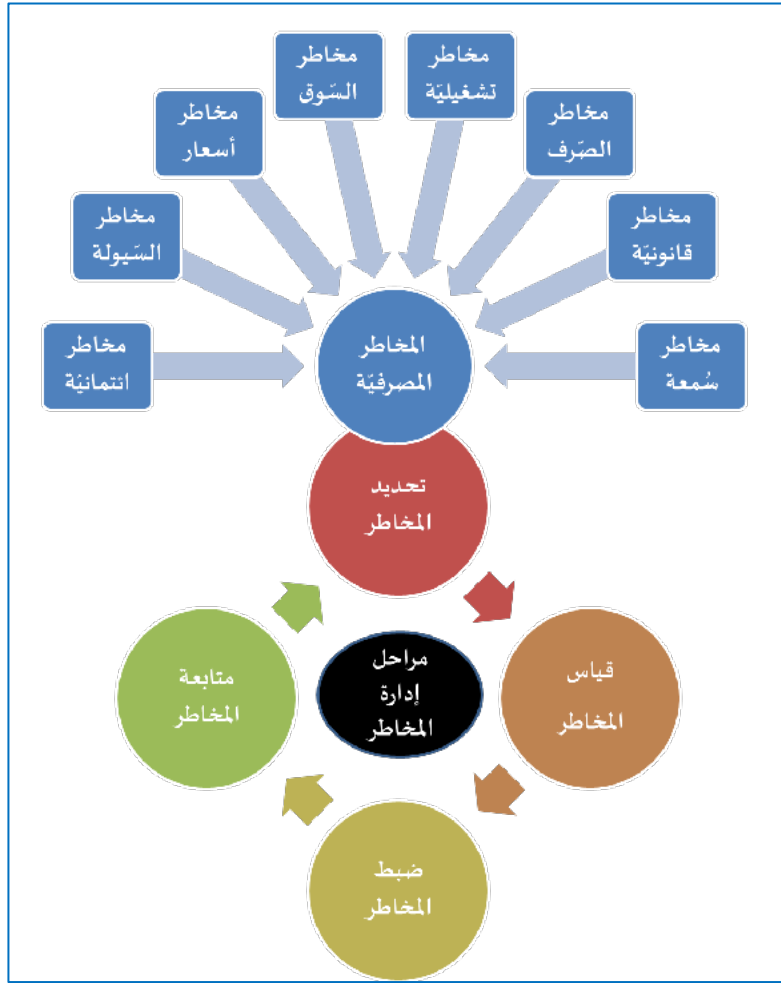 مخاطر
السّوق
مخاطر
تشغيليّة
مخاطر
أسعار
مخاطر
الصّرف
مخاطر
السّيولة
مخاطر
قانونيّة
مخاطر
ائتمانيّة
المخاطر
المصرفيّة
مخاطر
سُمعة
تحديد
المخاطر
مراحل
إدارة
المخاطر
قياس
المخاطر
متابعة
المخاطر
ضبط
المخاطر